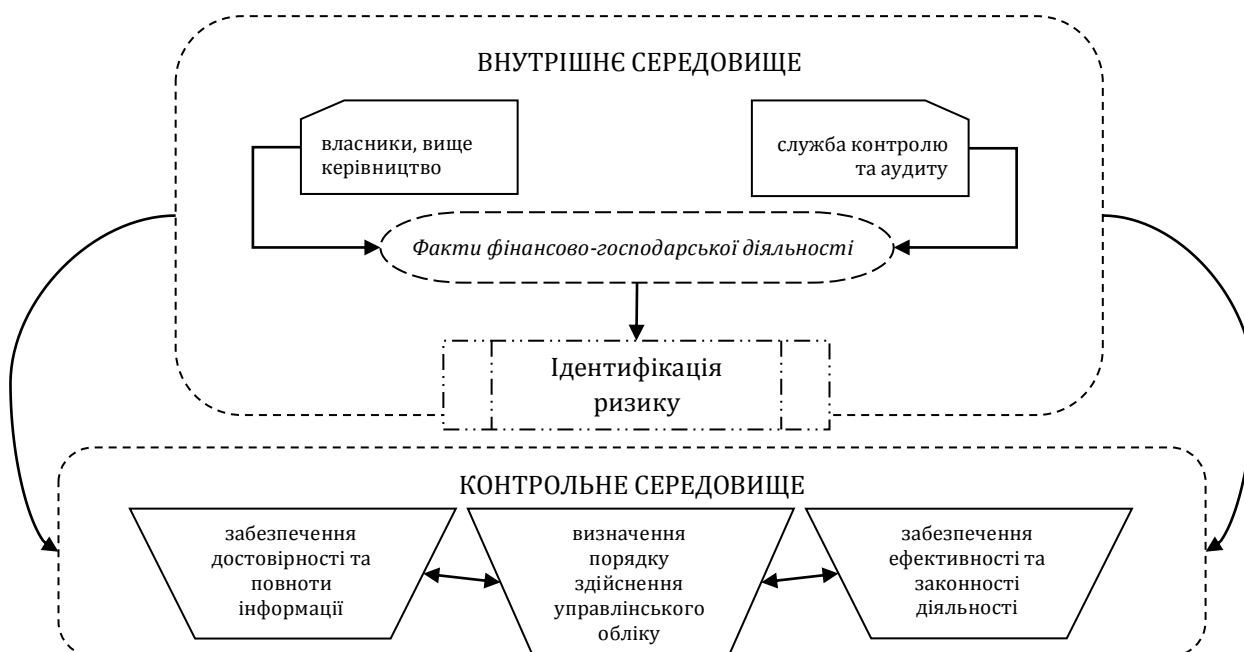 ВНУТРІШНЄ СЕРЕДОВИЩЕ
власники, вище
керівництво
служба контролю
та аудиту
Факти фінансово-господарської діяльності
Ідентифікація
ризику
КОНТРОЛЬНЕ СЕРЕДОВИЩЕ
забезпечення
достовірності та
повноти
інформації
визначення
порядку
здійснення
управлінського
обліку
забезпечення
ефективності та
законності
діяльності